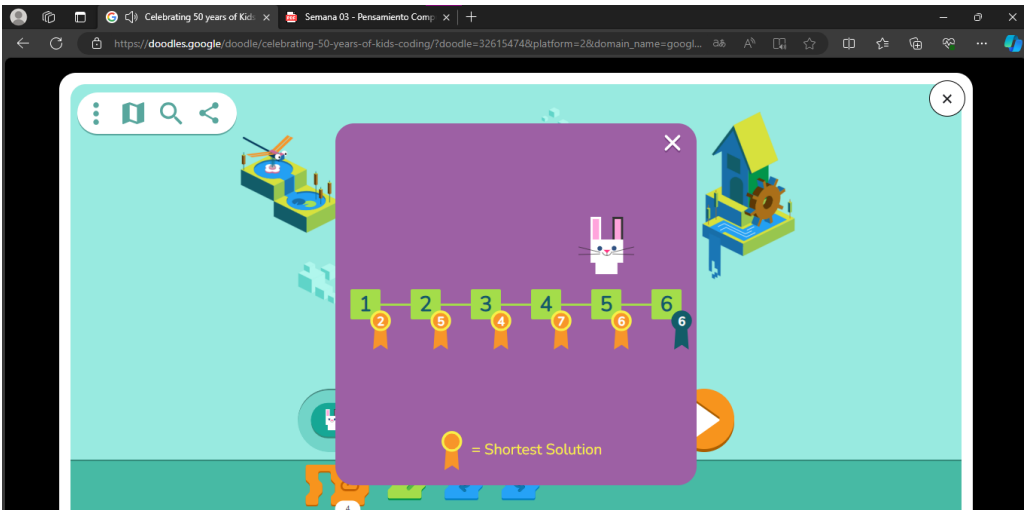 Celebrating 50 years of Kids
Semana 03 - Pensamiento Comp
https://doodles.google/doodle/celebrating-50-years-of-kids-coding/?doodle=32615474&platform=2&domain_name=googl...
1 2 3 4 5 6
2 5 4 7 6 6
= Shortest Solution
4